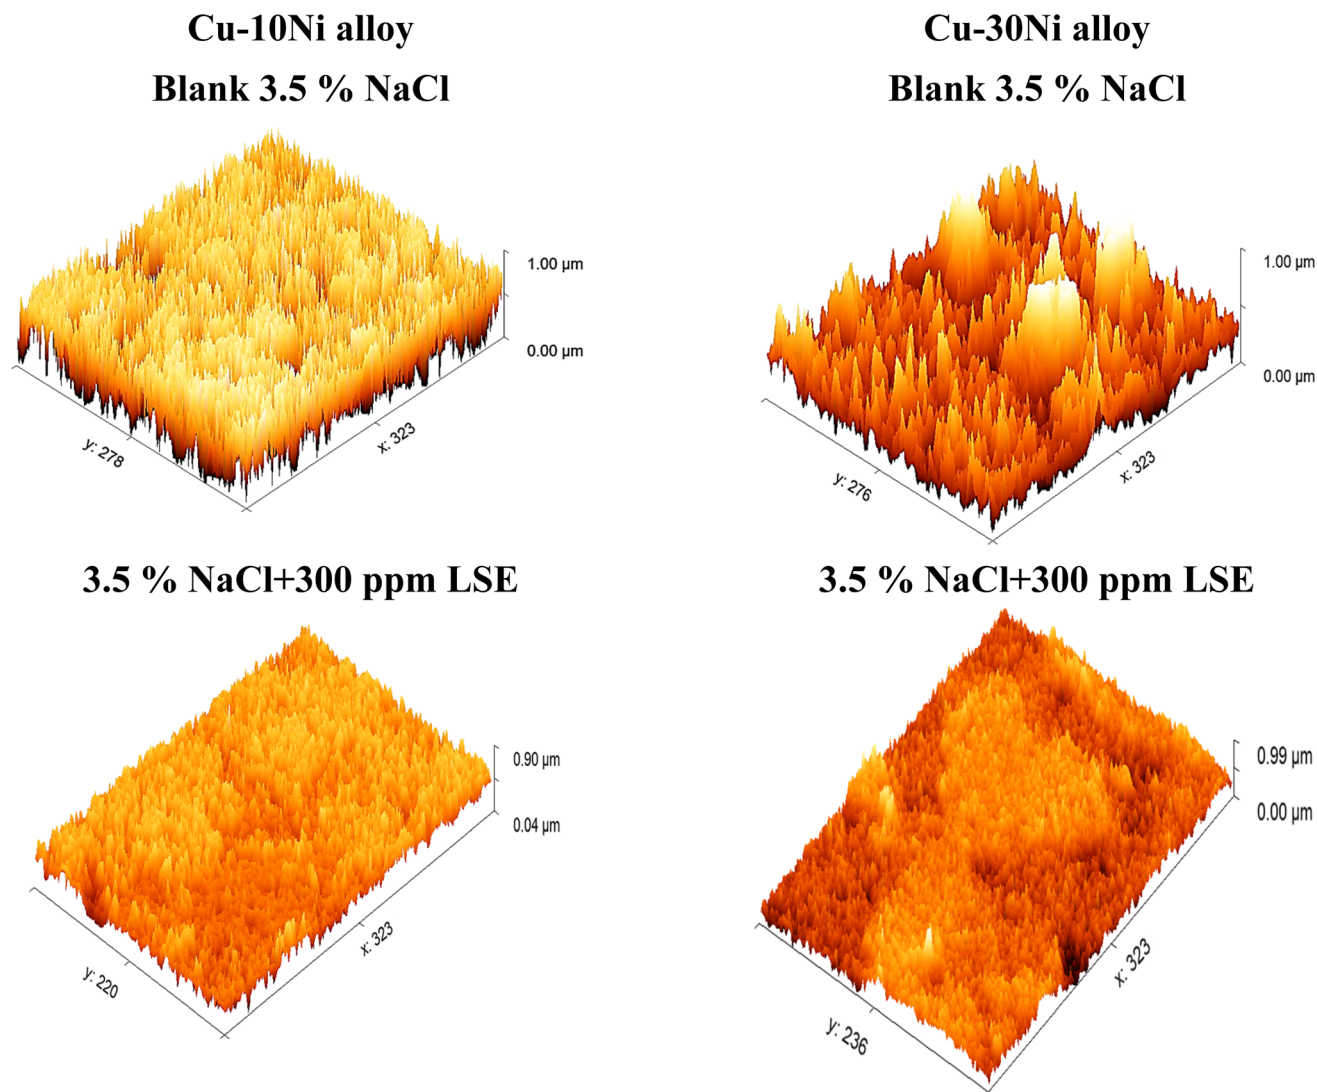 Cu-10Ni alloy
Blank 3.5 % NaCl
1.00 µm
0.00 µm
y: 278
x: 323
Cu-30Ni alloy
Blank 3.5 % NaCl
1.00 µm
0.00 µm
y: 276
x: 323
3.5 % NaCl+300 ppm LSE
0.90 µm
0.04 µm
y: 220
x: 323
3.5 % NaCl+300 ppm LSE
0.99 µm
0.00 µm
y: 236
x: 323